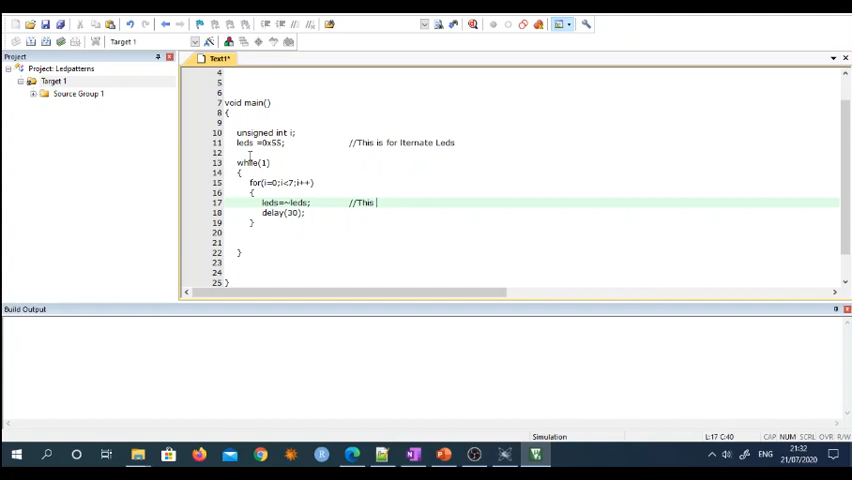 Target 1
Project
Text1*
Project: Ledpatterns
Target 1
Source Group 1
4
5
6
7 void main()
8 {
9
10 unsigned int i;
11 leds =0x55; //This is for Iternate Leds
12
13 while(1)
14 {
15 for(i=0;i<7;i++)
16 {
17 leds=~leds; //This
18 delay(30);
19 }
20
21
22 }
23
24
25 }
Build Output
Simulation L:17 C:40 CAP NUM SCRL OVR R/W
ENG
21:32
21/07/2020